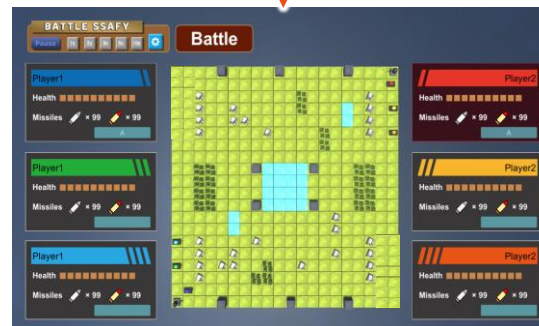 BATTLE SSAFY
Pause
Battle
Player1
Health
Missiles × 99 × 99
A
Player1
Health
Missiles × 99 × 99
Player1
Health
Missiles × 99 × 99
Player2
Health
Missiles × 99 × 99
A
Player2
Health
Missiles × 99 × 99
Player2
Health
Missiles × 99 × 99